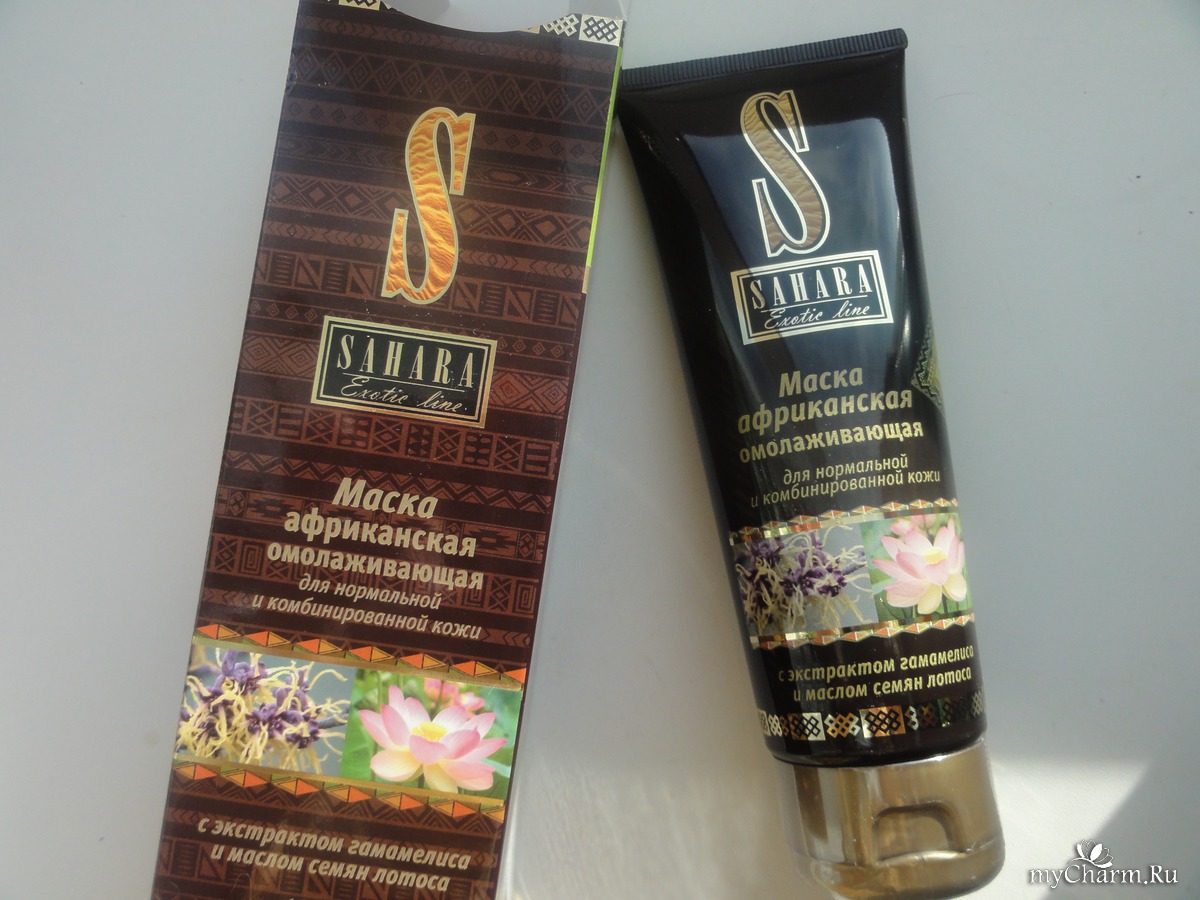 S
SAHARA
Exotic line
Маска
африканская
омолаживающая
для нормальной
и комбинированной кожи
с экстрактом гамамелиса
и маслом семян лотоса
S
SAHARA
Exotic line
Маска
африканская
омолаживающая
для нормальной
и комбинированной кожи
с экстрактом гамамелиса
и маслом семян лотоса
myCharm.Ru